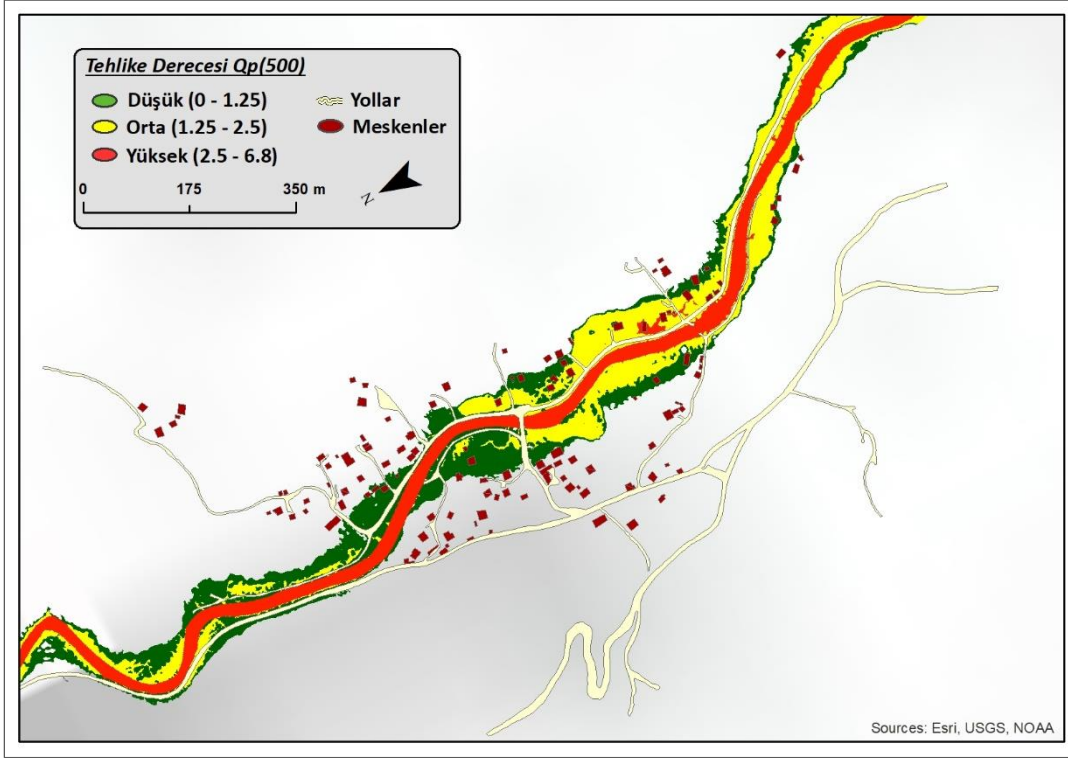 Tehlike Derecesi Qp(500)
Düşük (0 - 1.25)
Yollar
Orta (1.25 - 2.5)
Meskenler
Yüksek (2.5 - 6.8)
0 175 350 m
N
Sources: Esri, USGS, NOAA